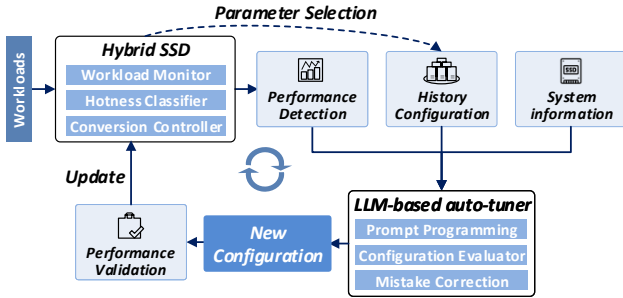 Parameter Selection
Workloads
Hybrid SSD
Workload Monitor
Hotness Classifier
Conversion Controller
Performance
Detection
History
Configuration
SSD
System
information
Update
LLM-based auto-tuner
Prompt Programming
Configuration Evaluator
Mistake Correction
New
Configuration
Performance
Validation